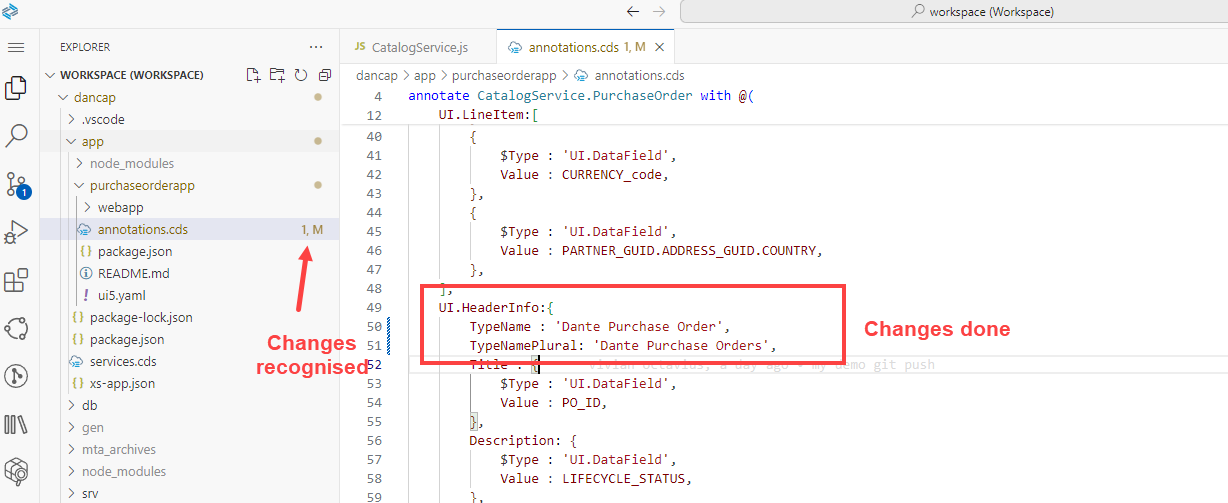 workspace (Workspace)
EXPLORER
WORKSPACE (WORKSPACE)
dancap
.vscode
app
node_modules
purchaseorderapp
webapp
annotations.cds 1, M
package.json
README.md
ui5.yaml
package-lock.json
package.json
services.cds
xs-app.json
db
gen
mta_archives
node_modules
srv
1
Changes
recognised
JS CatalogService.js
annotations.cds 1, M
dancap > app > purchaseorderapp > annotations.cds
4 annotate CatalogService.PurchaseOrder with @(
12 UI.LineItem:[
40 {
41 $Type : 'UI.DataField',
42 Value : CURRENCY_code,
43 },
44 {
45 $Type : 'UI.DataField',
46 Value : PARTNER_GUID.ADDRESS_GUID.COUNTRY,
47 },
48 ],
49 UI.HeaderInfo:{
50 TypeName : 'Dante Purchase Order',
51 TypeNamePlural: 'Dante Purchase Orders',
52 Title : { vivian octavius, a day ago • my demo git push
53 $Type : 'UI.DataField',
54 Value : PO_ID,
55 },
56 Description: {
57 $Type : 'UI.DataField',
58 Value : LIFECYCLE_STATUS,
59 },
Changes done